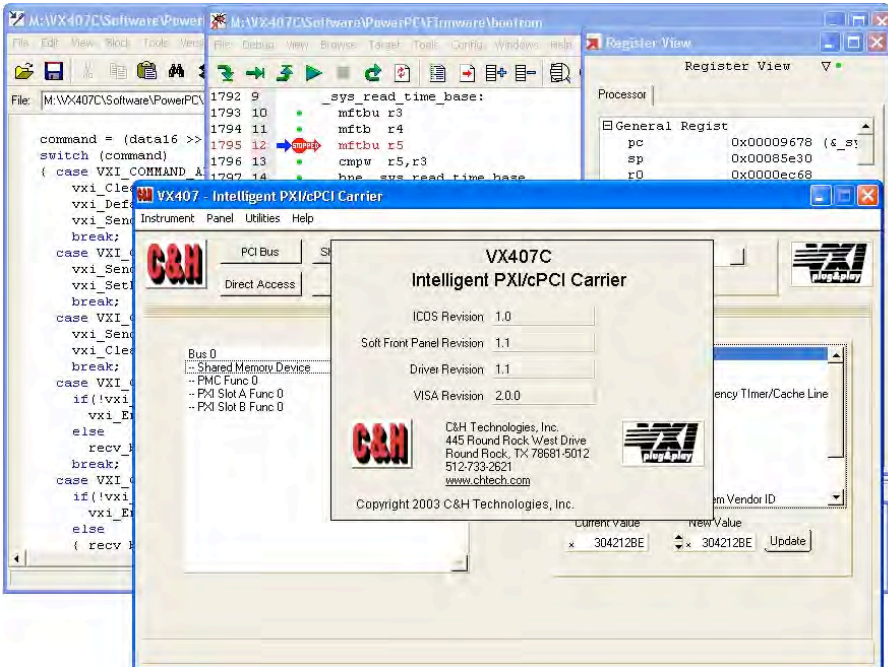 M:\VX407C\Software\Power
File Edit View Block Tools
File: M:\VX407C\Software\PowerPC\
command = (data16 >>
switch (command)
{ case VXI_COMMAND_A
vxi_Clea
vxi_Defa
vxi_Send
break;
case VXI_C
vxi_Send
vxi_Set
break;
case VXI_C
vxi_Send
vxi_Clea
break;
case VXI_C
if(!vxi_
vxi_Er
else
recv_
break;
case VXI_C
if(!vxi_
vxi_Er
else
{ recv_
M:\VX407C\Software\PowerPC\Firmware\bootrom
File Debug View Browse Target Tools Config Windows Help
1792 9 _sys_read_time_base:
1793 10 mftbu r3
1794 11 mftb r4
1795 12 STOPPED mftbu r5
1796 13 cmpw r5,r3
1797 14 bne _sys_read_time_base
Register View
Register View
Processor
General Regist
pc 0x00009678 (&_sy
sp 0x00085e30
r0 0x0000ec68
VX407 - Intelligent PXI/cPCI Carrier
Instrument Panel Utilities Help
C&H
PCI Bus
Direct Access
VXI
plug&play
Bus 0
-- Shared Memory Device
-- PMC Func 0
-- PXI Slot A Func 0
-- PXI Slot B Func 0
VX407C
Intelligent PXI/cPCI Carrier
ICOS Revision 1.0
Soft Front Panel Revision 1.1
Driver Revision 1.1
VISA Revision 2.0.0
C&H
C&H Technologies, Inc.
445 Round Rock West Drive
Round Rock, TX 78681-5012
512-733-2621
www.chtech.com
VXI
plug&play
Copyright 2003 C&H Technologies, Inc.
ency TImer/Cache Line
em Vendor ID
Current Value New Value
x 304212BE x 304212BE Update